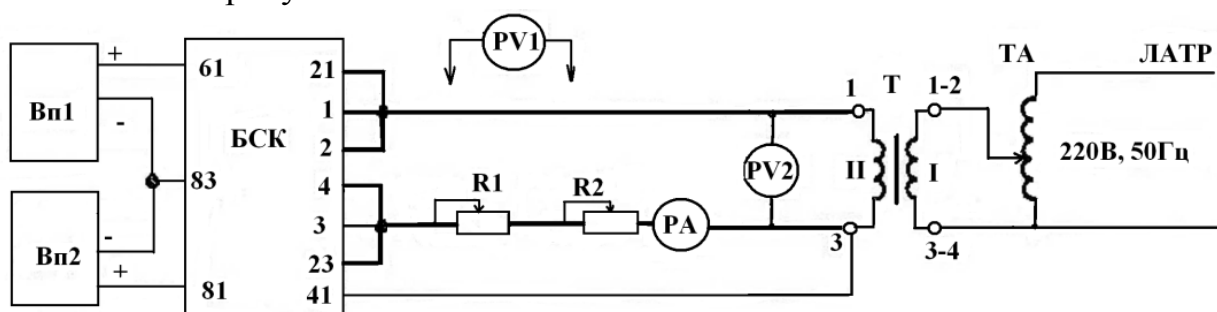 PV1
ТА ЛАТР
+ 61 21 1 Т 1-2
Вп1 - 1
БСК 2 PV2 II I 220В, 50Гц
83 4 R1 R2
Вп2 - 3 РА 3 3-4
+ 23
81 41